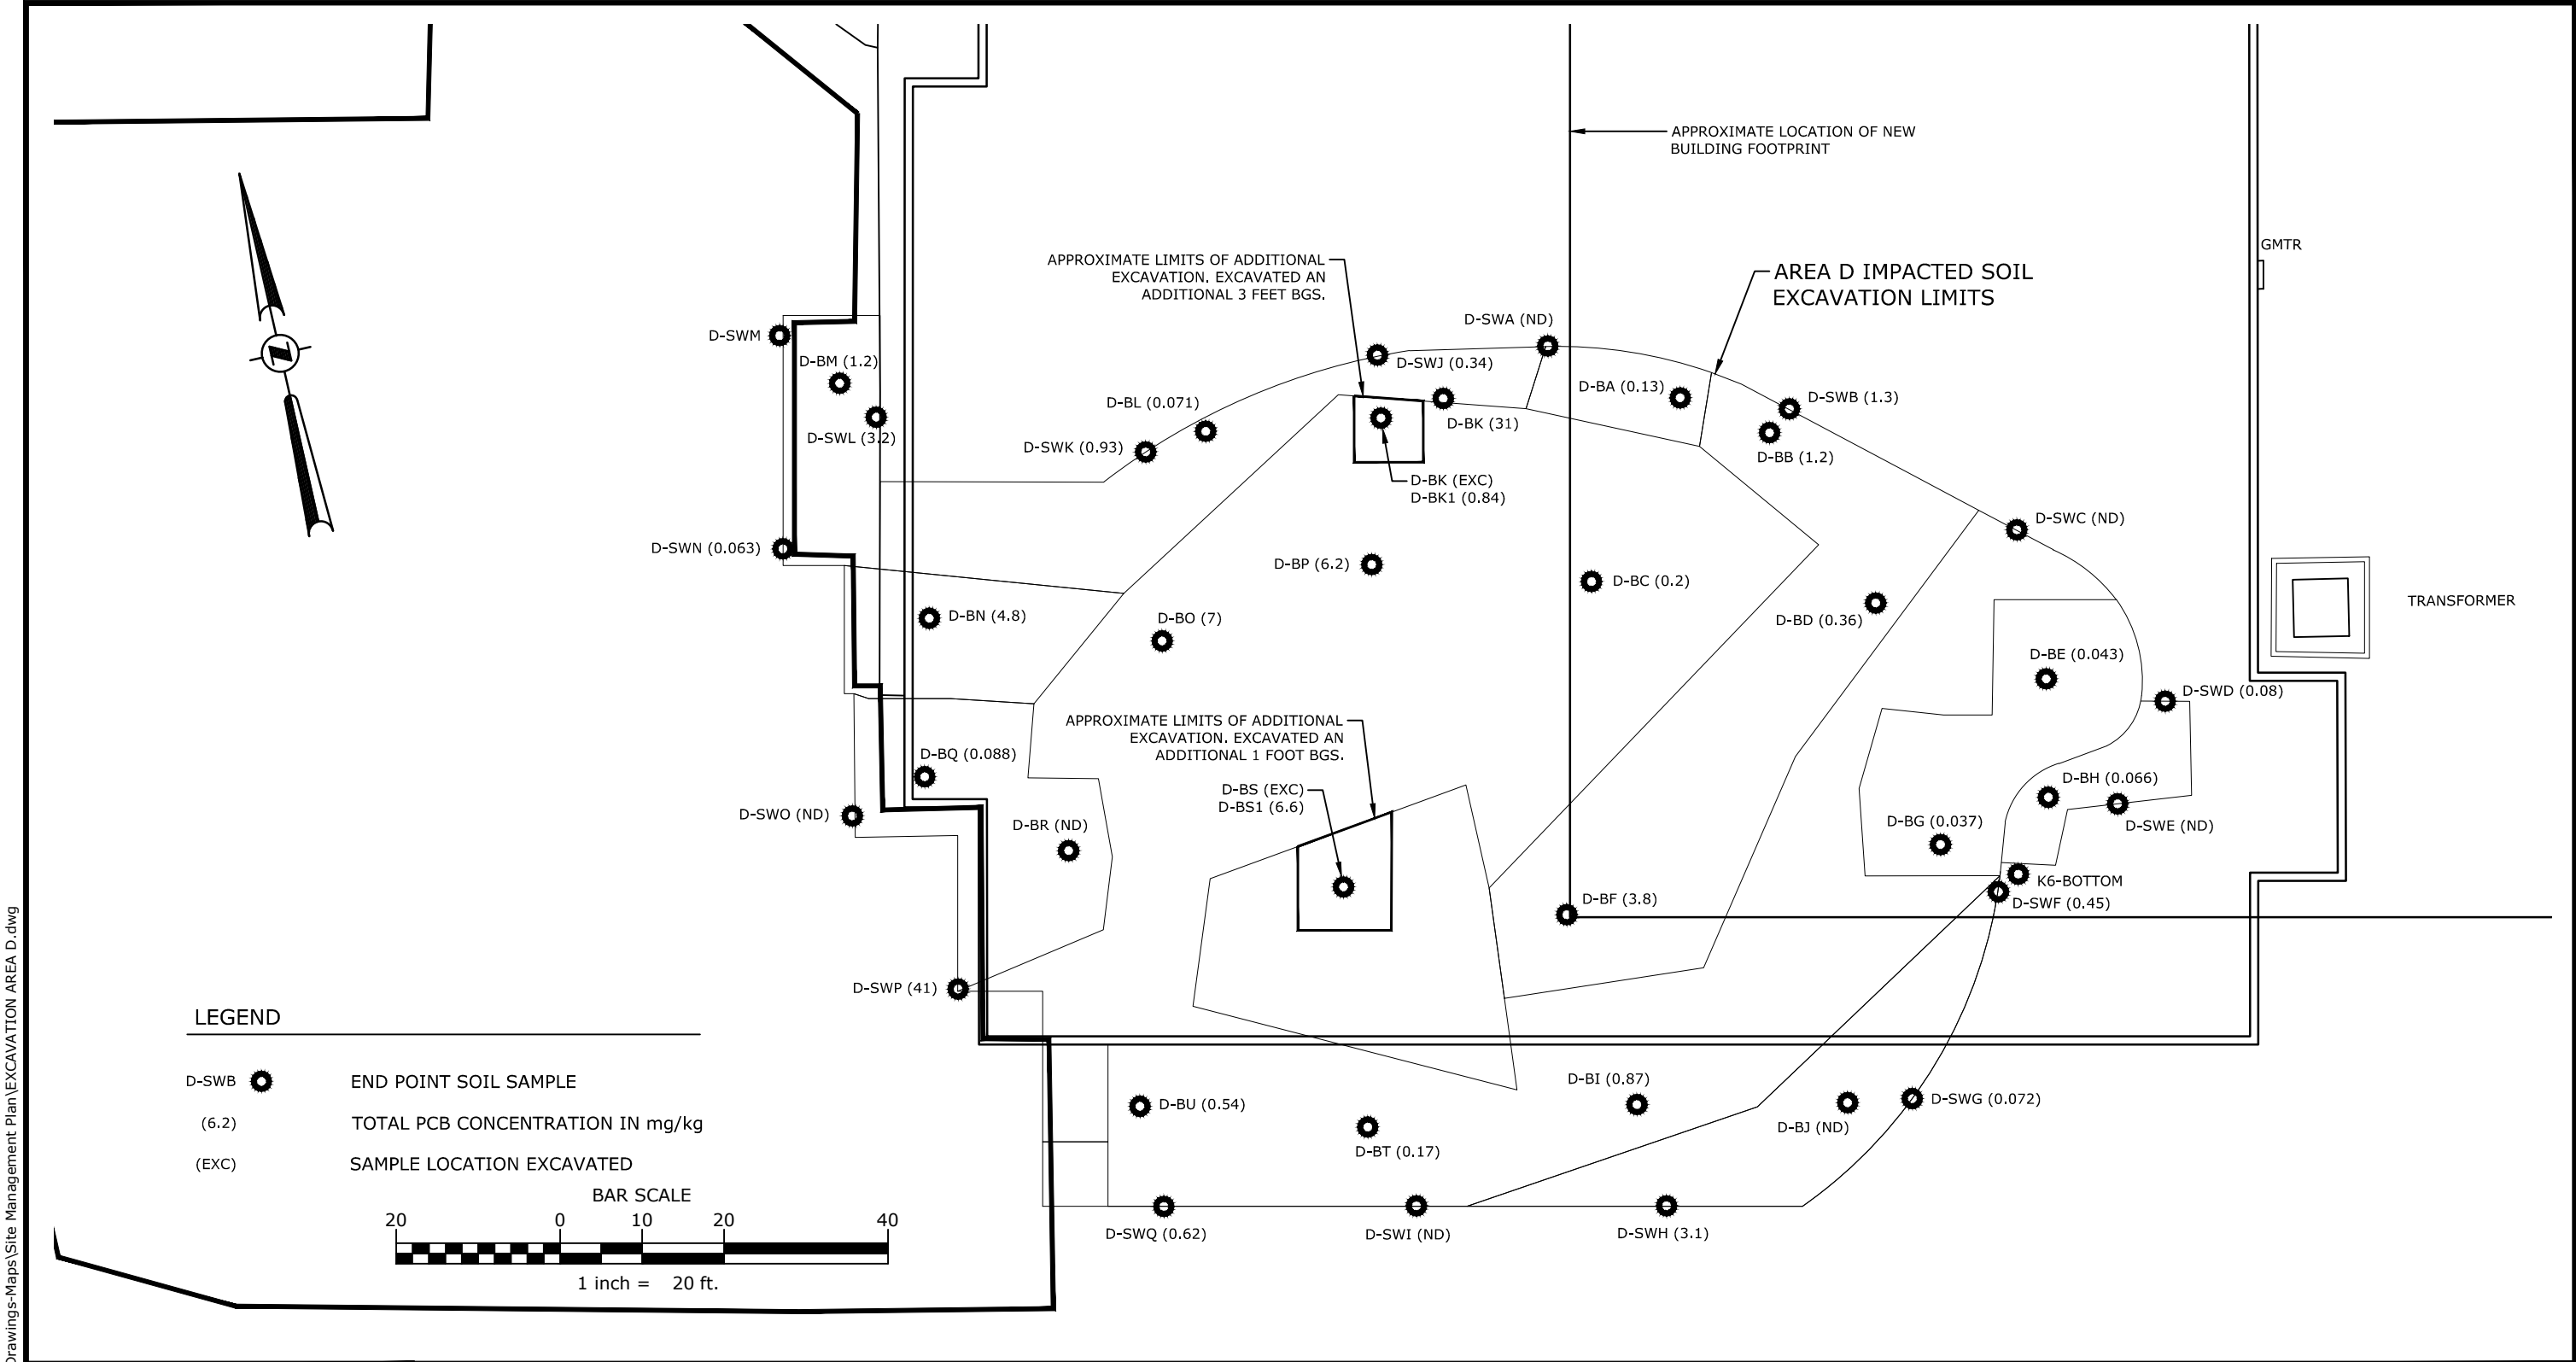 APPROXIMATE LOCATION OF NEW
BUILDING FOOTPRINT
GMTR
APPROXIMATE LIMITS OF ADDITIONAL
EXCAVATION. EXCAVATED AN
ADDITIONAL 3 FEET BGS.
AREA D IMPACTED SOIL
EXCAVATION LIMITS
D-SWA (ND)
D-SWM
D-BM (1.2)
D-SWJ (0.34)
D-BA (0.13)
D-SWB (1.3)
D-BL (0.071)
D-BK (31)
D-SWL (3.2)
D-SWK (0.93)
D-BB (1.2)
D-BK (EXC)
D-BK1 (0.84)
D-SWC (ND)
D-SWN (0.063)
D-BP (6.2)
D-BC (0.2)
TRANSFORMER
D-BN (4.8)
D-BO (7)
D-BD (0.36)
D-BE (0.043)
D-SWD (0.08)
APPROXIMATE LIMITS OF ADDITIONAL
EXCAVATION. EXCAVATED AN
ADDITIONAL 1 FOOT BGS.
D-BQ (0.088)
D-BH (0.066)
D-BS (EXC)
D-BS1 (6.6)
D-SWO (ND)
D-BR (ND)
D-BG (0.037)
D-SWE (ND)
K6-BOTTOM
D-BF (3.8)
D-SWF (0.45)
D-SWP (41)
LEGEND
D-SWB
END POINT SOIL SAMPLE
(6.2)
TOTAL PCB CONCENTRATION IN mg/kg
(EXC)
SAMPLE LOCATION EXCAVATED
D-BI (0.87)
D-BU (0.54)
D-SWG (0.072)
D-BJ (ND)
D-BT (0.17)
D-SWQ (0.62)
D-SWI (ND)
D-SWH (3.1)
BAR SCALE
20 0 10 20 40
1 inch = 20 ft.
Drawings-Maps\Site Management Plan\EXCAVATION AREA D.dwg